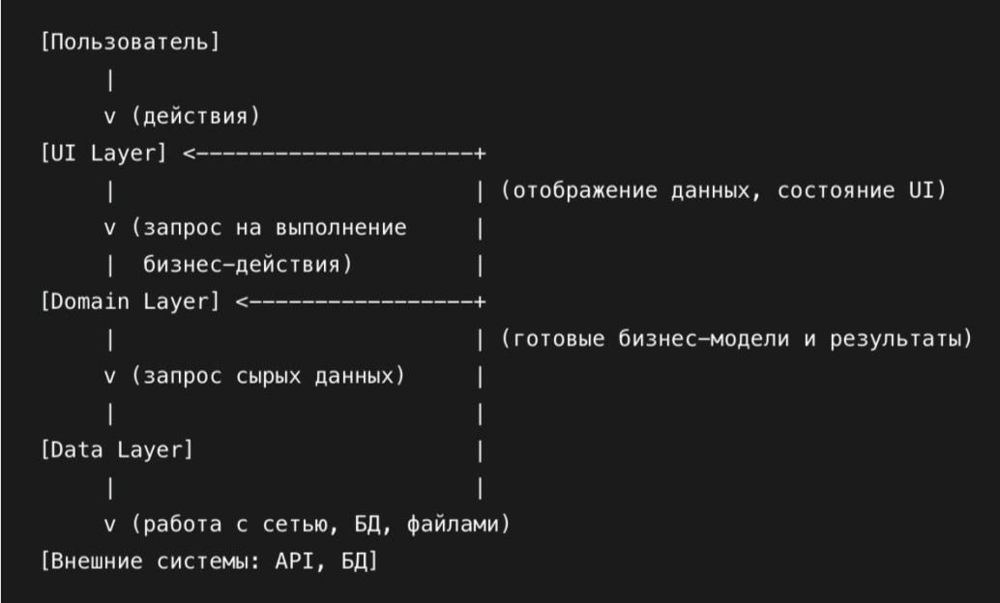 [Пользователь]
     |
     v (действия)
[UI Layer] <---------------------+
     |                           | (отображение данных, состояние UI)
     v (запрос на выполнение     |
     |  бизнес-действия)         |
[Domain Layer] <-----------------+
     |                           | (готовые бизнес-модели и результаты)
     v (запрос сырых данных)     |
     |                           |
[Data Layer]                     |
     |                           |
     v (работа с сетью, БД, файлами)
[Внешние системы: API, БД]